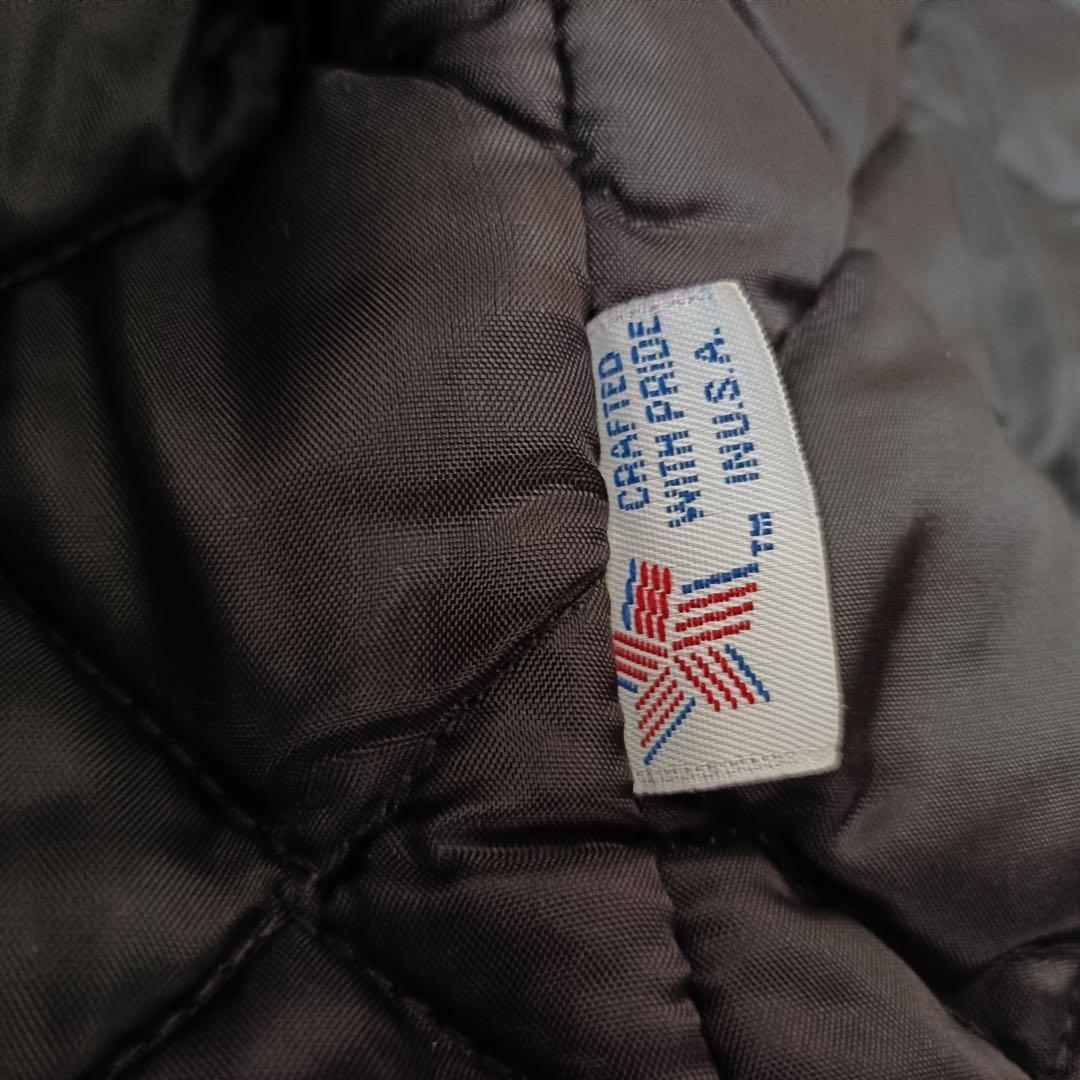 CRAFTED
WITH PRIDE
IN U.S.A.
TM